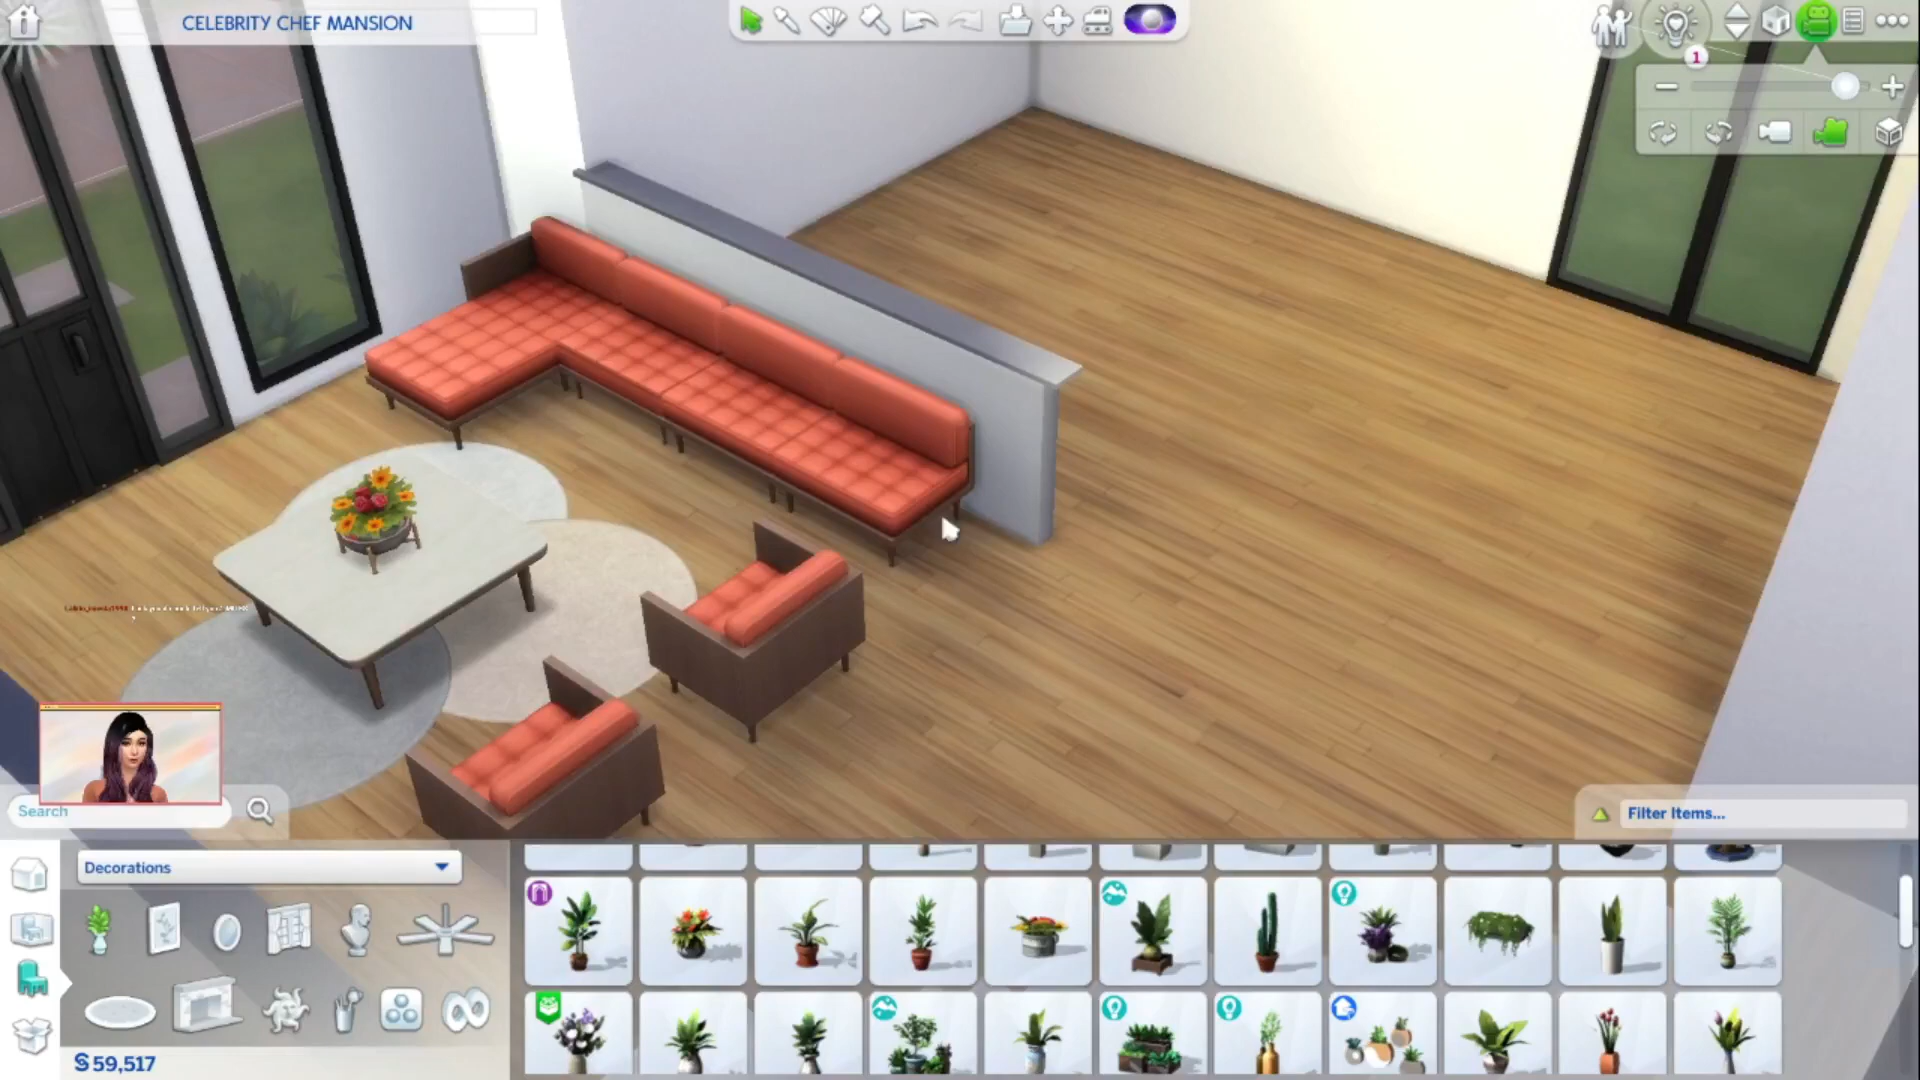 CELEBRITY CHEF MANSION
1
Search
Filter Items...
Decorations
§59,517